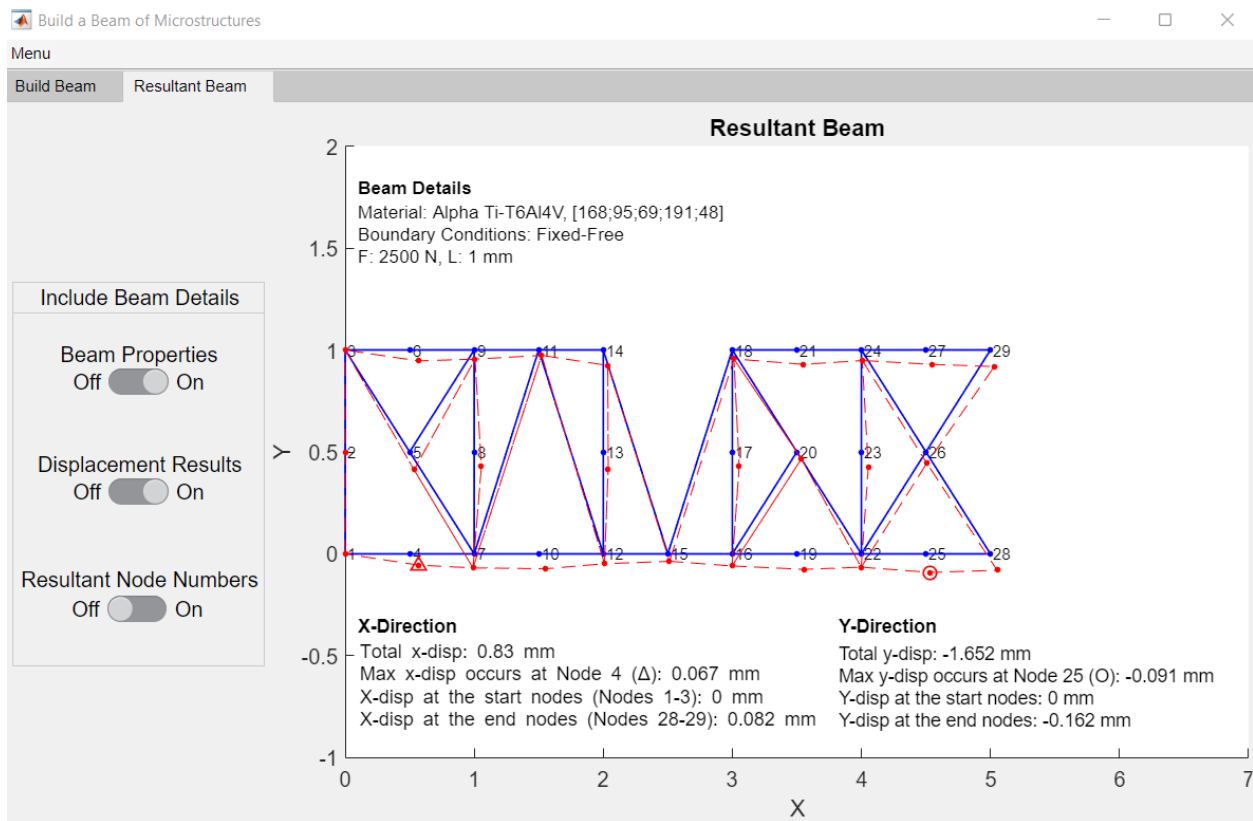 Build a Beam of Microstructures
Menu
Build Beam Resultant Beam
Resultant Beam
Include Beam Details
Beam Properties
Off On
Displacement Results
Off On
Resultant Node Numbers
Off On
Beam Details
Material: Alpha Ti-T6Al4V, [168;95;69;191;48]
Boundary Conditions: Fixed-Free
F: 2500 N, L: 1 mm
2
1.5
1
0.5
0
-0.5
-1
Y
3 6 9 11 14 18 21 24 27 29
2 5 8 13 17 20 23 26
1 4 7 10 12 15 16 19 22 25 28
X-Direction
Total x-disp: 0.83 mm
Max x-disp occurs at Node 4 (Δ): 0.067 mm
X-disp at the start nodes (Nodes 1-3): 0 mm
X-disp at the end nodes (Nodes 28-29): 0.082 mm
Y-Direction
Total y-disp: -1.652 mm
Max y-disp occurs at Node 25 (O): -0.091 mm
Y-disp at the start nodes: 0 mm
Y-disp at the end nodes: -0.162 mm
0 1 2 3 4 5 6 7
X